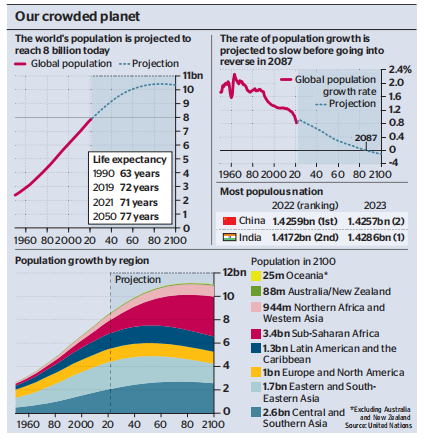 Our crowded planet
The world's population is projected to
reach 8 billion today
Global population
Projection
11bn
10
9
8
7
6
5
4
3
2
1
0
Life expectancy
1990 63 years
2019 72 years
2021 71 years
2050 77 years
1960 80 2000 20 40 60 80 2100
The rate of population growth is
projected to slow before going into
reverse in 2087
Global population
growth rate
Projection
2.4%
2.0
1.6
1.2
0.8
0.4
0
-4
2087
1960 80 2000 20 40 60 80 2100
Most populous nation
2022 (ranking) 2023
China 1.4259bn (1st) 1.4257bn (2)
India 1.4172bn (2nd) 1.4286bn (1)
Population growth by region
Projection
12bn
10
8
6
4
2
0
1960 80 2000 20 40 60 80 2100
Population in 2100
25m Oceania*
88m Australia/New Zealand
944m Northern Africa and
Western Asia
3.4bn Sub-Saharan Africa
1.3bn Latin American and the
Caribbean
1bn Europe and North America
1.7bn Eastern and South-
Eastern Asia
2.6bn Central and
Southern Asia
*Excluding Australia
and New Zealand
Source: United Nations